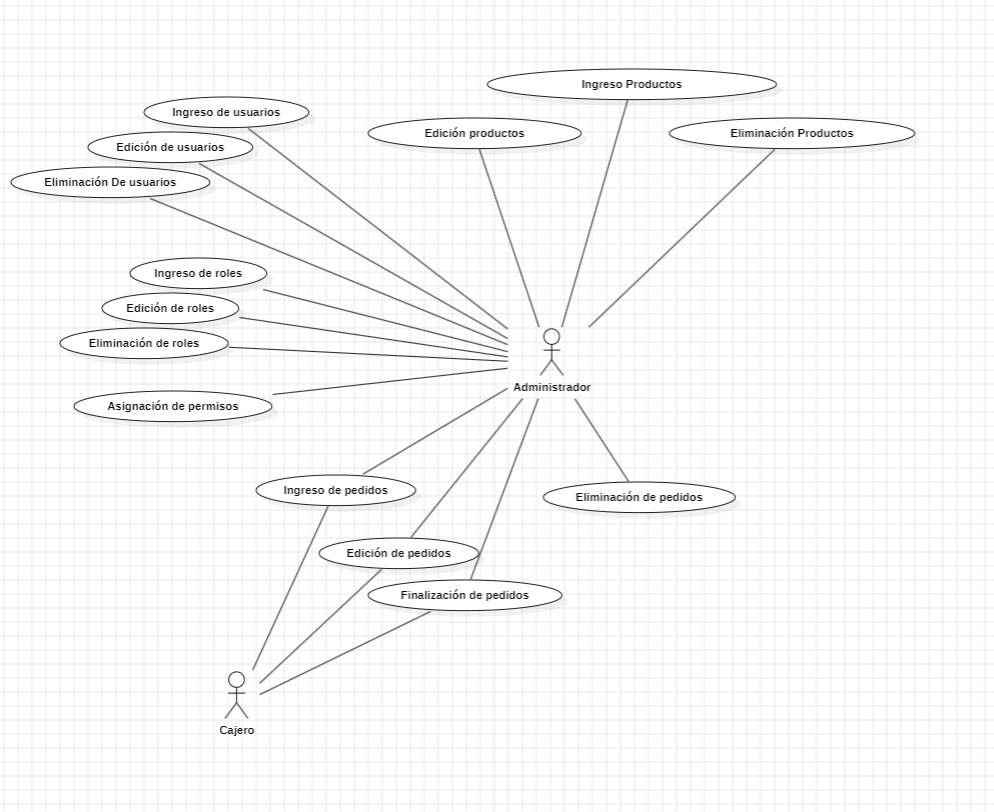 Ingreso Productos
Ingreso de usuarios
Edición productos
Eliminación Productos
Edición de usuarios
Eliminación De usuarios
Ingreso de roles
Edición de roles
Eliminación de roles
Administrador
Asignación de permisos
Ingreso de pedidos
Eliminación de pedidos
Edición de pedidos
Finalización de pedidos
Cajero